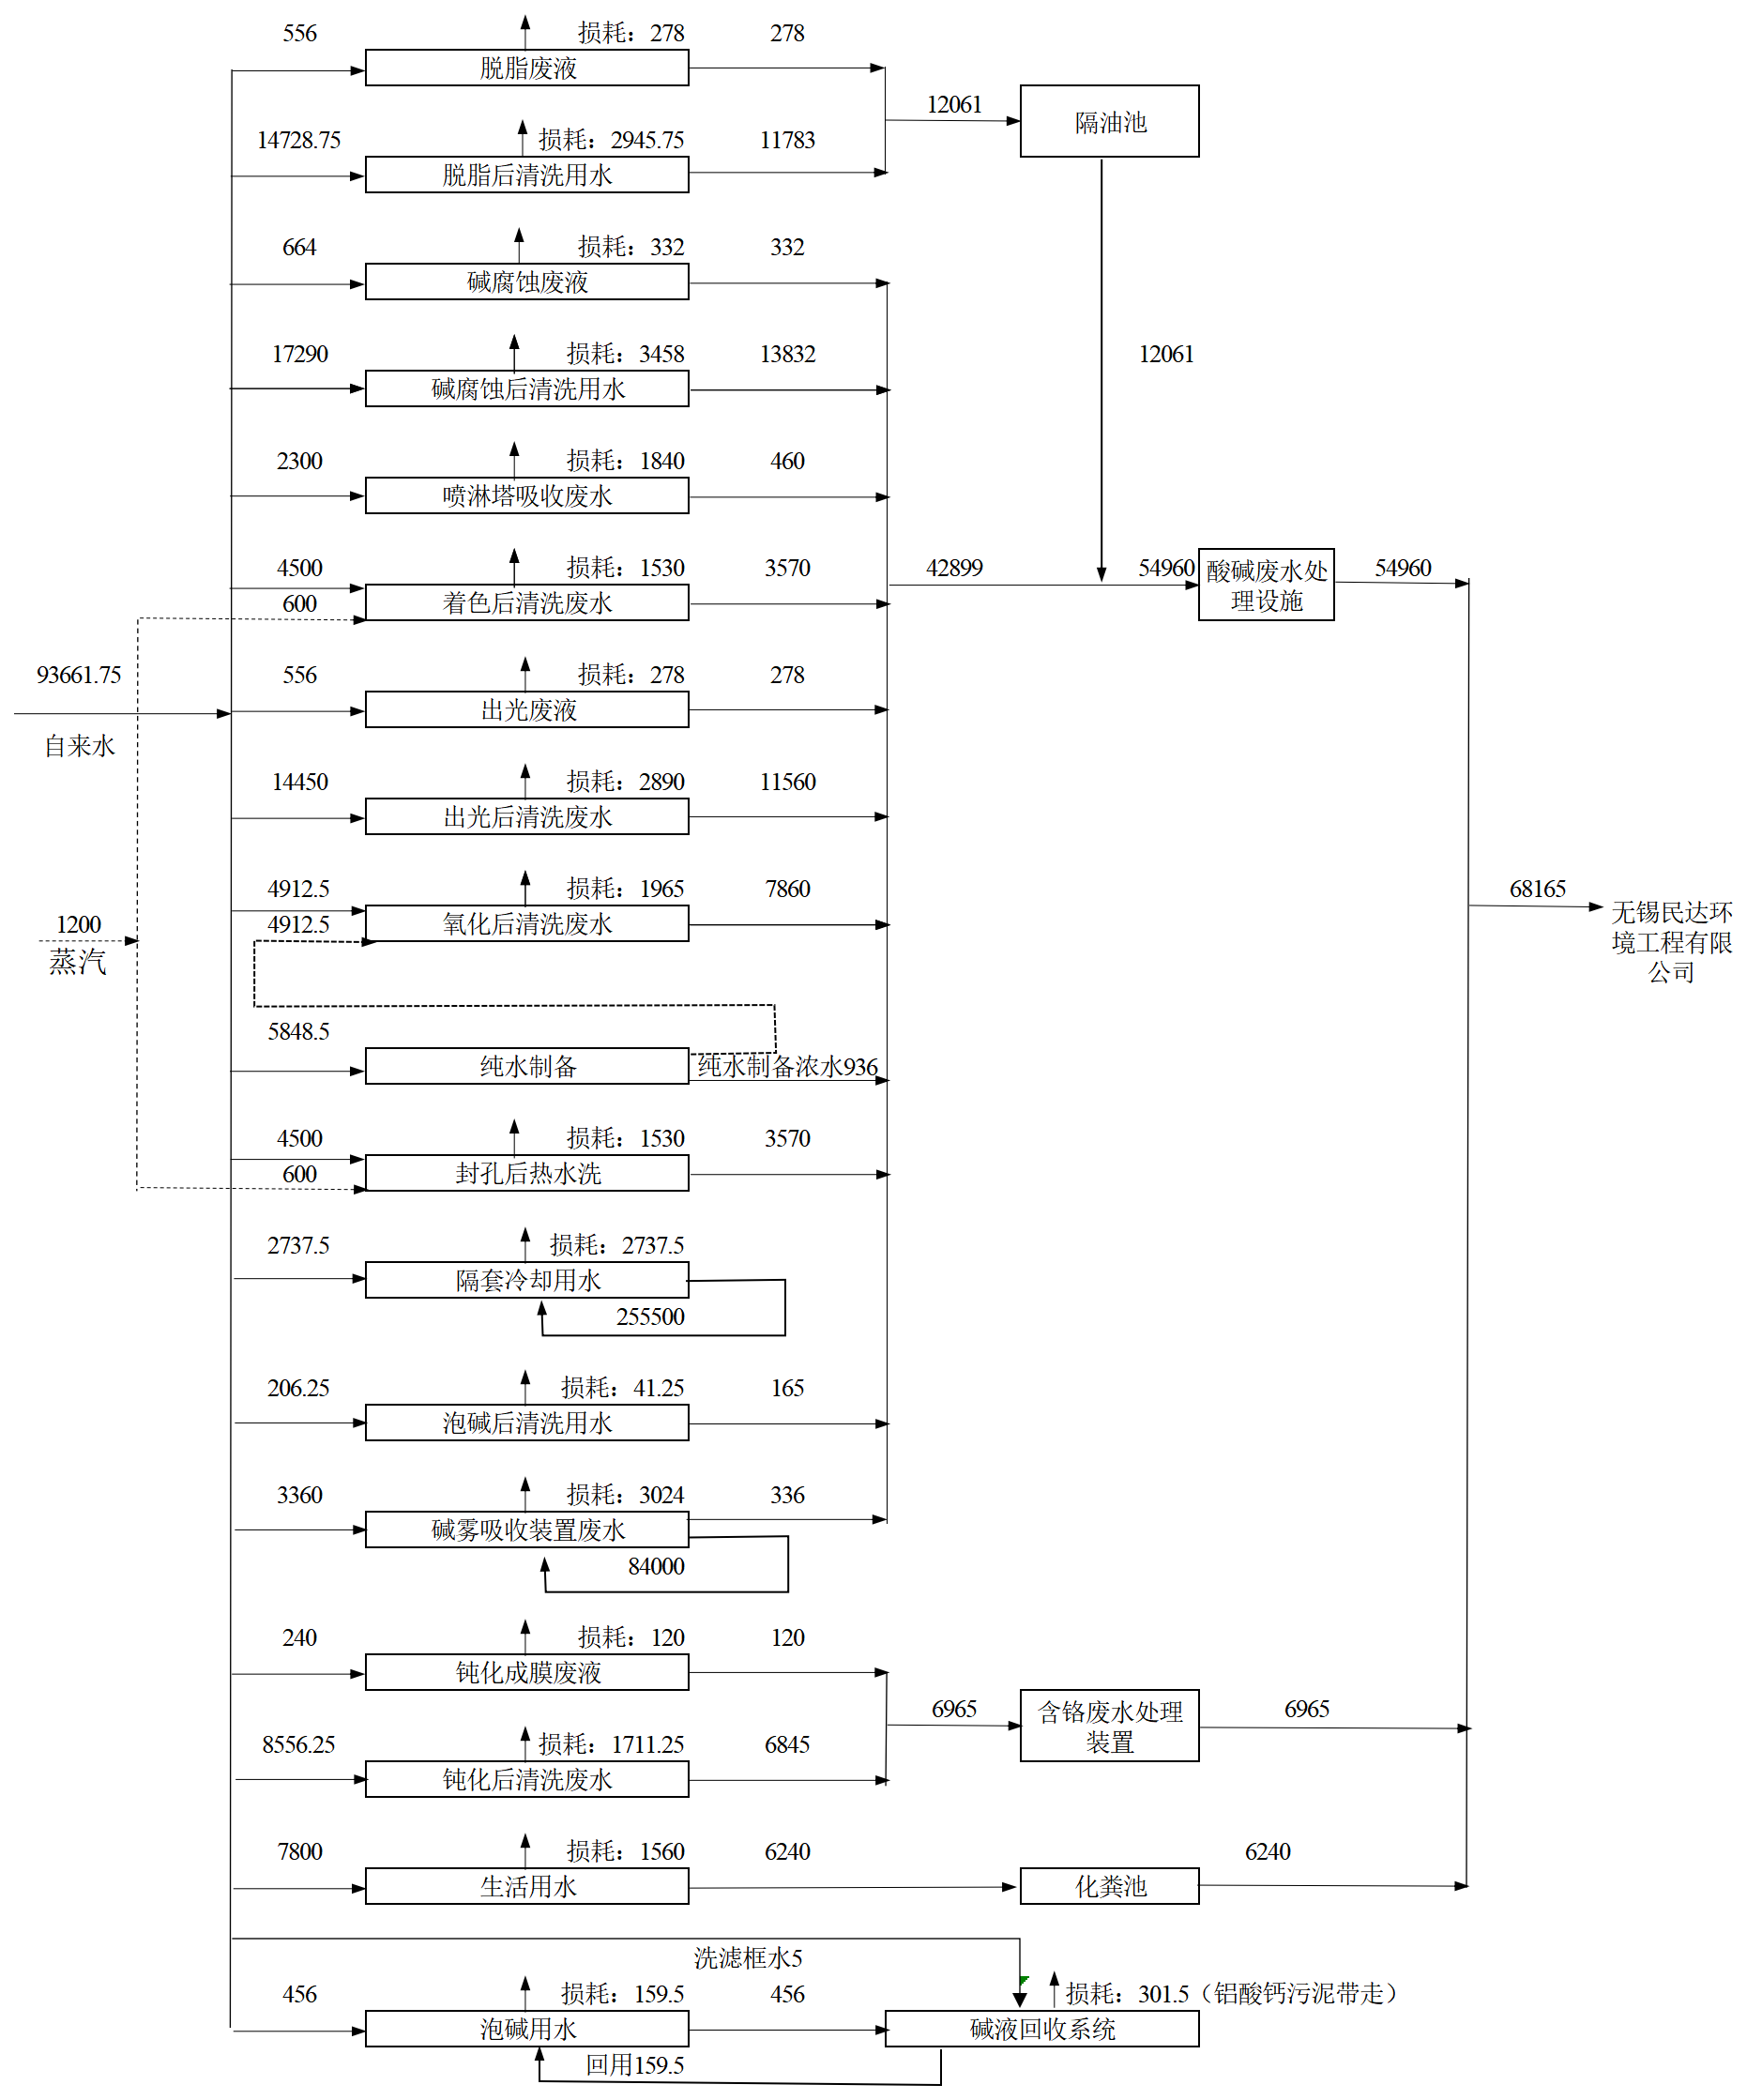 556
损耗：278
278
脱脂废液
12061
隔油池
14728.75
损耗：2945.75
11783
脱脂后清洗用水
664
损耗：332
332
碱腐蚀废液
17290
损耗：3458
13832
12061
碱腐蚀后清洗用水
2300
损耗：1840
460
喷淋塔吸收废水
4500
损耗：1530
3570
42899
54960
酸碱废水处
理设施
54960
600
着色后清洗废水
93661.75
自来水
556
损耗：278
278
出光废液
14450
损耗：2890
11560
出光后清洗废水
4912.5
损耗：1965
7860
68165
4912.5
氧化后清洗废水
无锡民达环
境工程有限
公司
1200
蒸汽
5848.5
纯水制备
纯水制备浓水936
4500
损耗：1530
3570
600
封孔后热水洗
2737.5
损耗：2737.5
隔套冷却用水
255500
206.25
损耗：41.25
165
泡碱后清洗用水
3360
损耗：3024
336
碱雾吸收装置废水
84000
240
损耗：120
120
钝化成膜废液
6965
含铬废水处理
装置
6965
8556.25
损耗：1711.25
6845
钝化后清洗废水
7800
损耗：1560
6240
6240
生活用水
化粪池
洗滤框水5
456
损耗：159.5
456
损耗：301.5（铝酸钙污泥带走）
泡碱用水
碱液回收系统
回用159.5